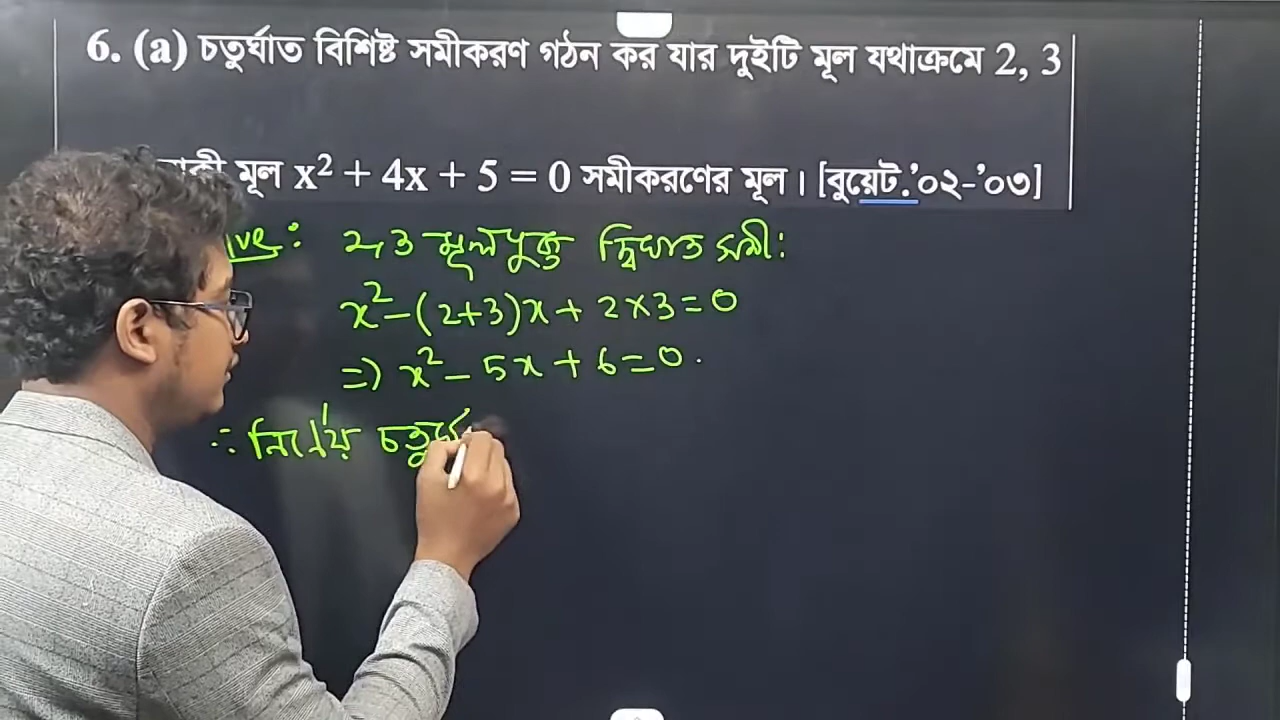 6. (a) চতুর্ঘাত বিশিষ্ট সমীকরণ গঠন কর যার দুইটি মূল যথাক্রমে 2, 3
মূল x² + 4x + 5 = 0 সমীকরণের মূল। [বুয়েট.'০২-'০৩]
2, 3 মূলযুক্ত দ্বিঘাত সমী:
x² - (2+3)x + 2×3 = 0
=> x² - 5x + 6 = 0.
∴ নির্ণেয়